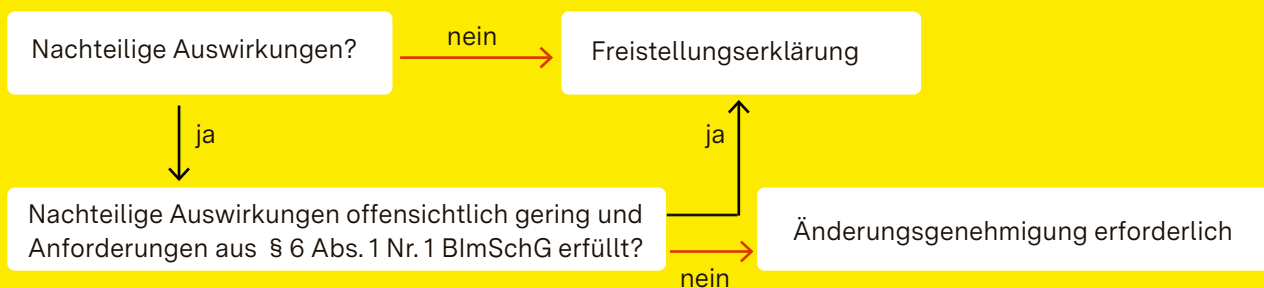 Nachteilige Auswirkungen?
nein
Freistellungserklärung
ja
ja
Nachteilige Auswirkungen offensichtlich gering und
Anforderungen aus § 6 Abs. 1 Nr. 1 BImSchG erfüllt?
Änderungsgenehmigung erforderlich
nein